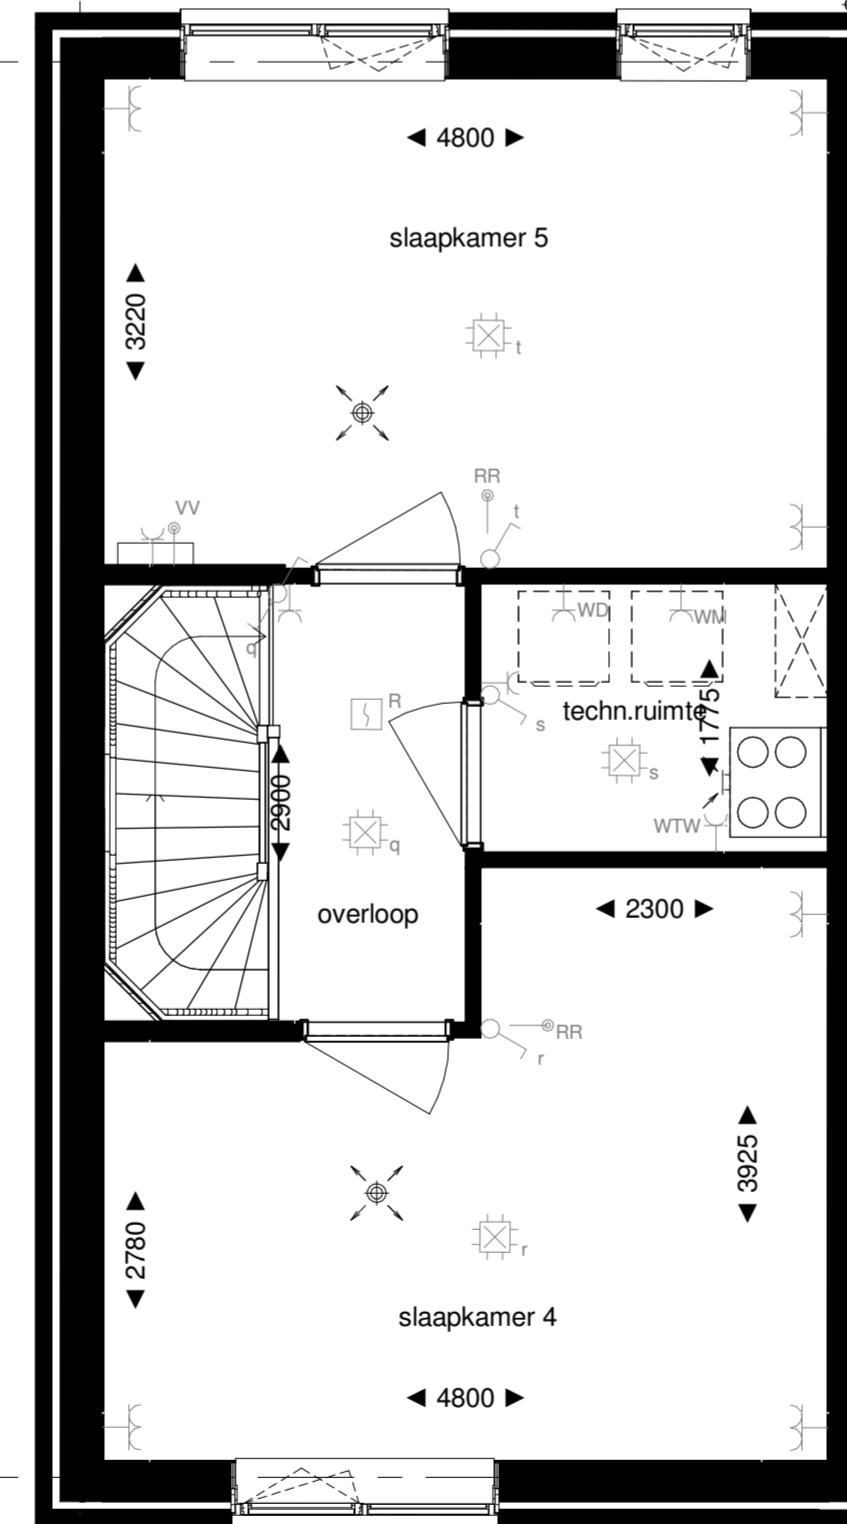 4800
slaapkamer 5
3220
t
RR
t
VV
q
WD
WM
R
s
techn.ruimte
1775
s
2900
q
WTW
overloop
2300
RR
r
3925
2780
r
slaapkamer 4
4800